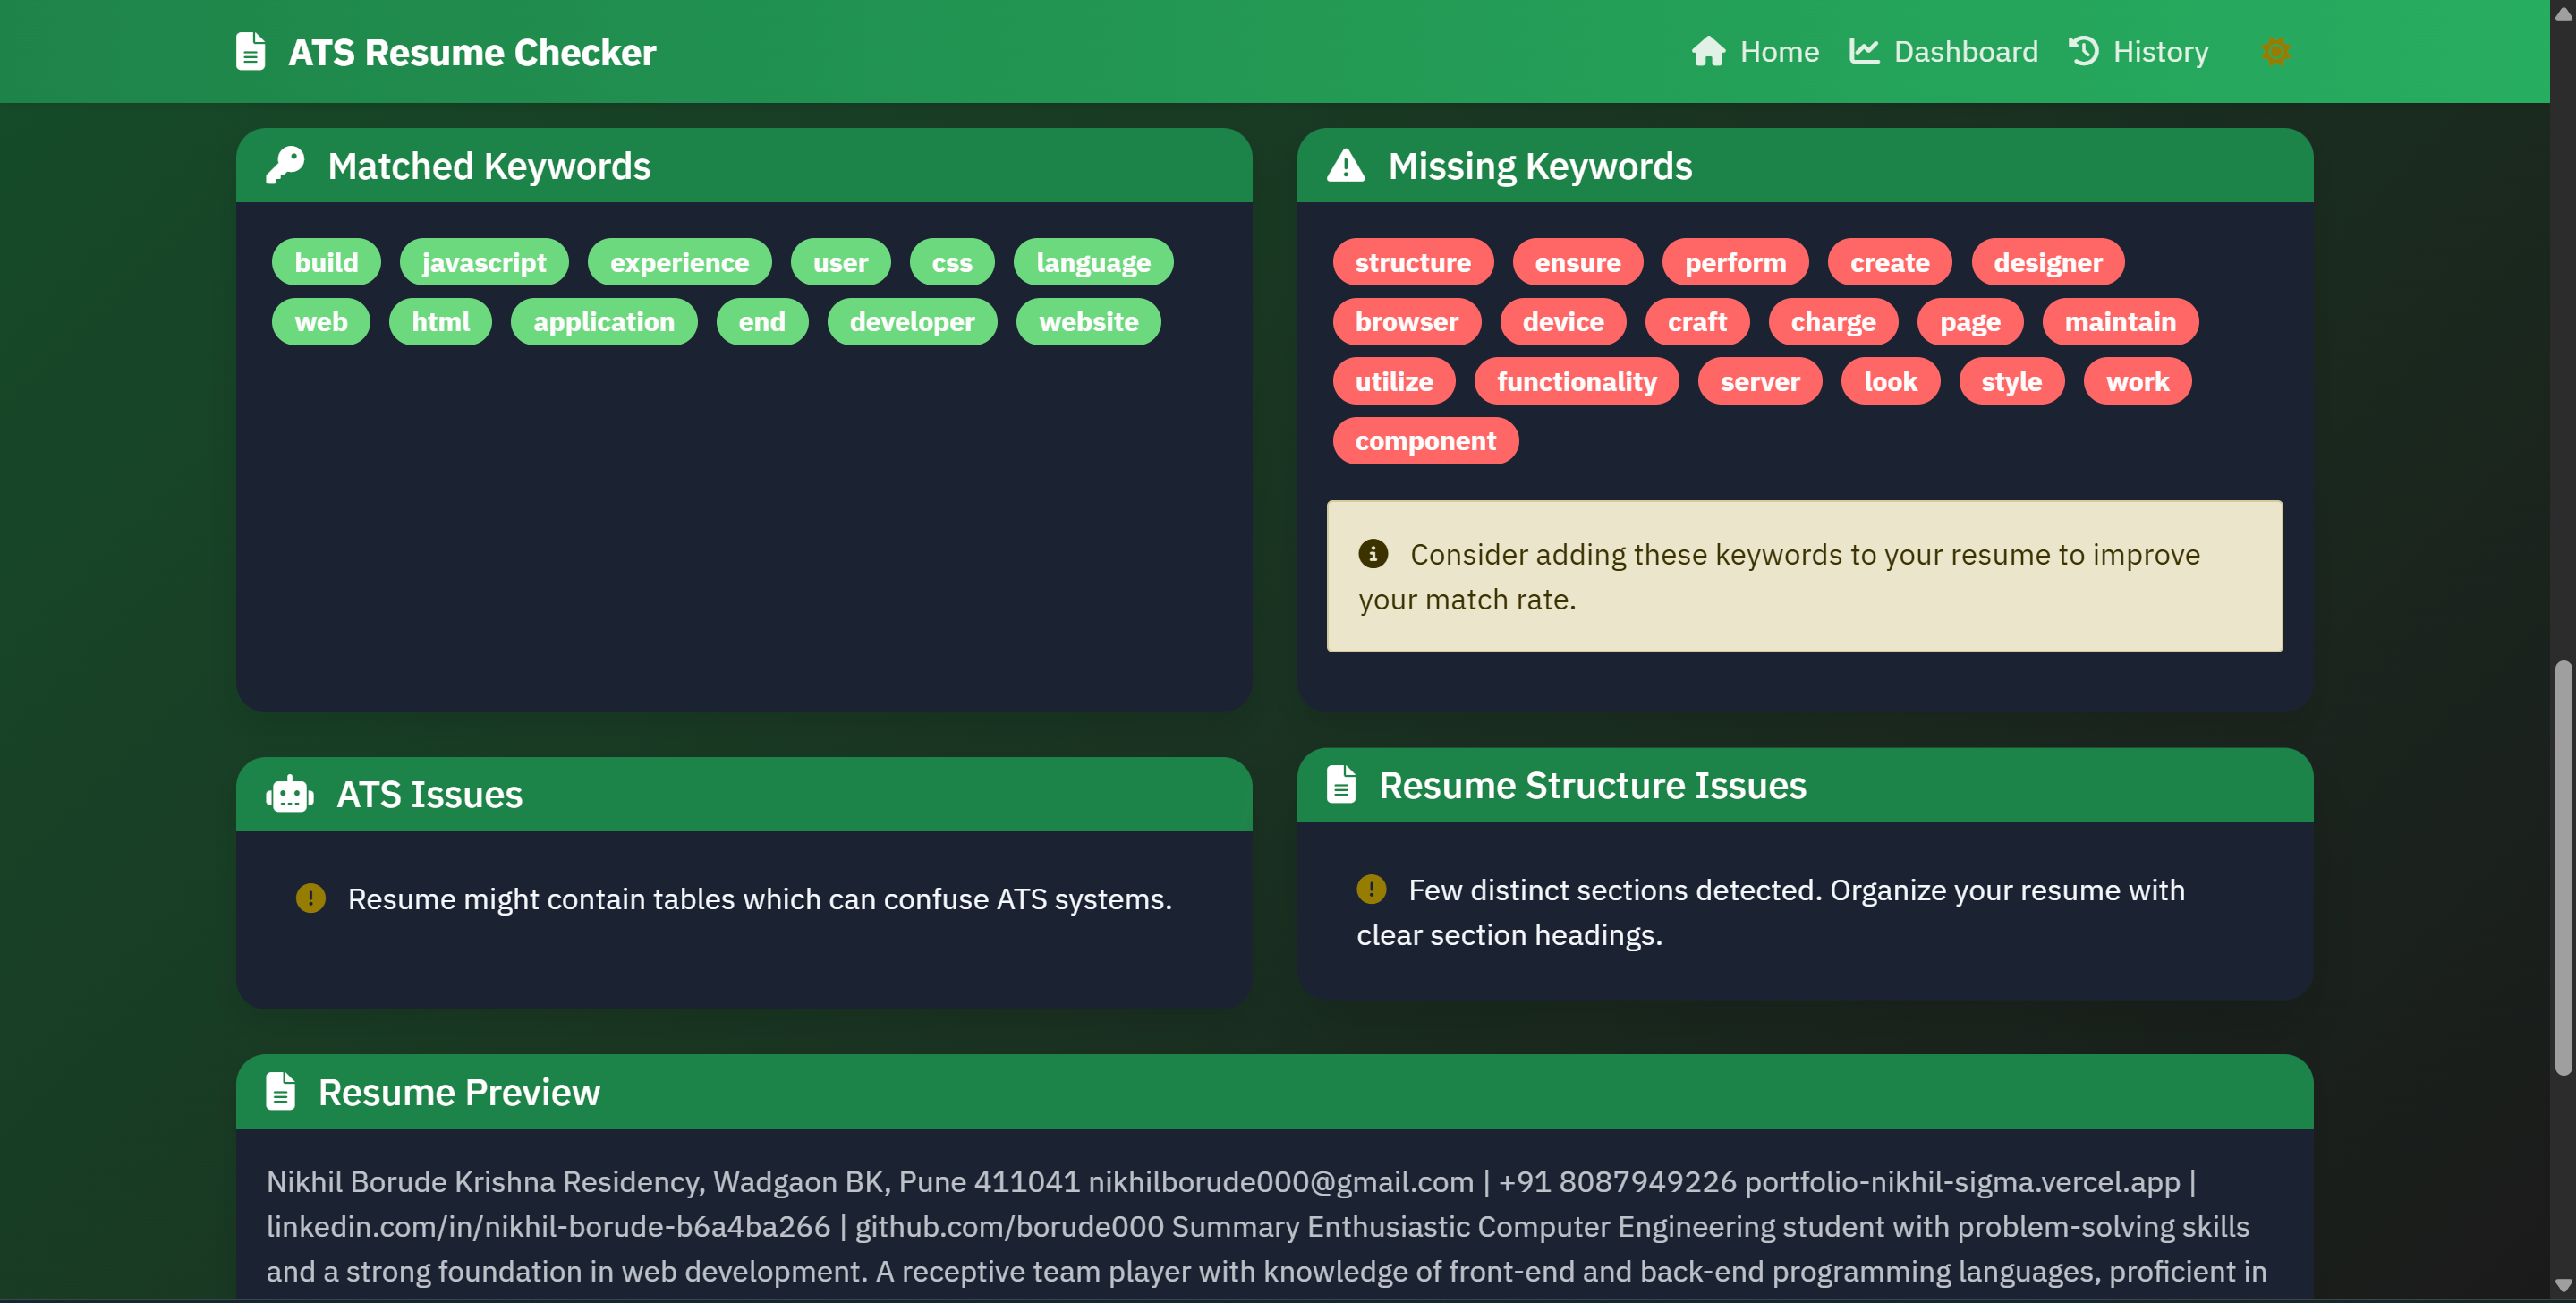 ATS Resume Checker
Home Dashboard History
Matched Keywords
build javascript experience user css language
web html application end developer website
Missing Keywords
structure ensure perform create designer
browser device craft charge page maintain
utilize functionality server look style work
component
Consider adding these keywords to your resume to improve
your match rate.
ATS Issues
Resume might contain tables which can confuse ATS systems.
Resume Structure Issues
Few distinct sections detected. Organize your resume with
clear section headings.
Resume Preview
Nikhil Borude Krishna Residency, Wadgaon BK, Pune 411041 nikhilborude000@gmail.com | +91 8087949226 portfolio-nikhil-sigma.vercel.app |
linkedin.com/in/nikhil-borude-b6a4ba266 | github.com/borude000 Summary Enthusiastic Computer Engineering student with problem-solving skills
and a strong foundation in web development. A receptive team player with knowledge of front-end and back-end programming languages, proficient in